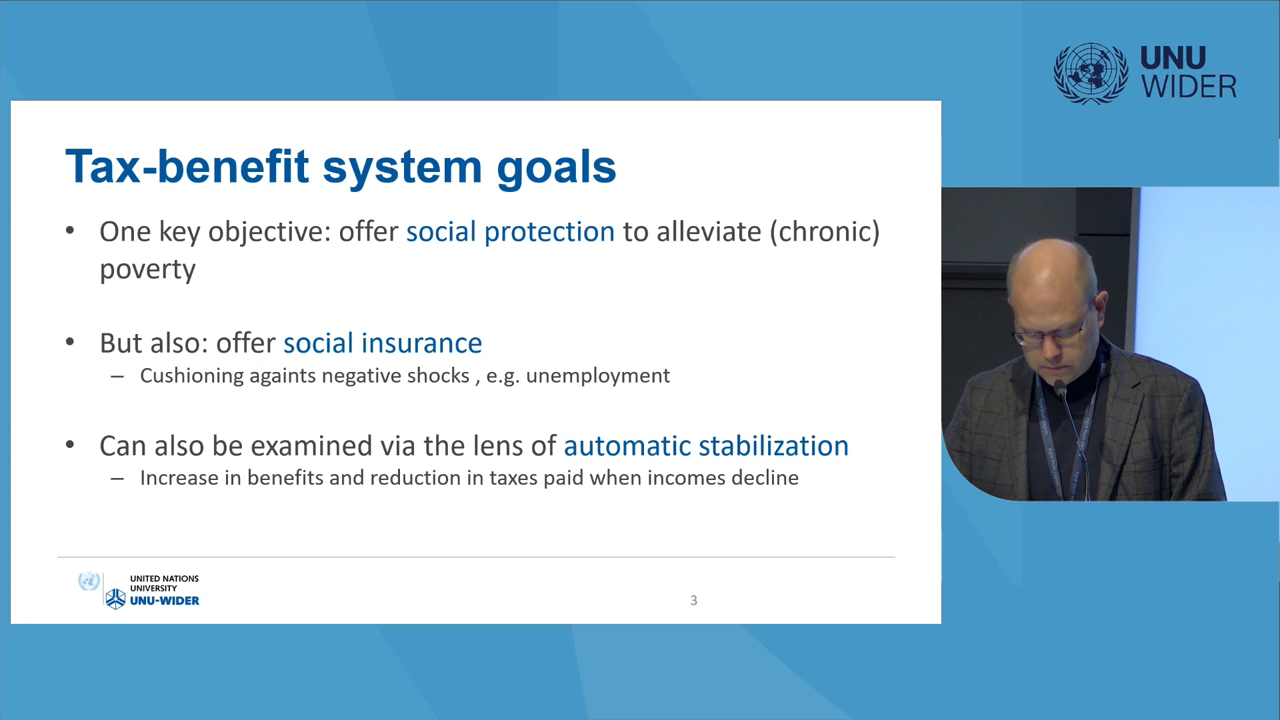 UNU
WIDER
Tax-benefit system goals
• One key objective: offer social protection to alleviate (chronic)
poverty
• But also: offer social insurance
– Cushioning againts negative shocks , e.g. unemployment
• Can also be examined via the lens of automatic stabilization
– Increase in benefits and reduction in taxes paid when incomes decline
UNITED NATIONS
UNIVERSITY
UNU-WIDER
3